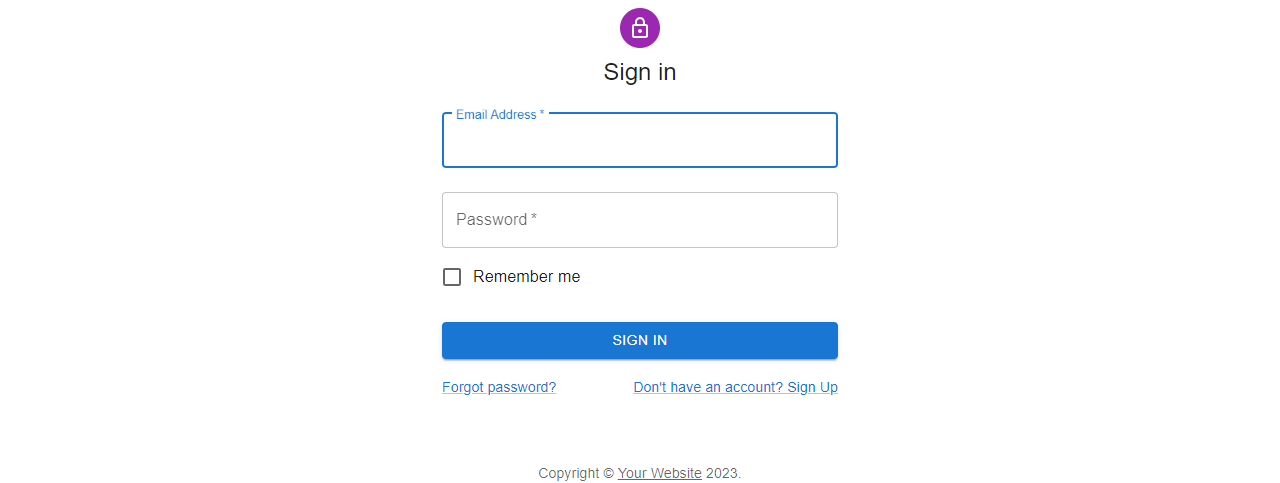 Sign in
Email Address *
Password *
Remember me
SIGN IN
Forgot password? Don't have an account? Sign Up
Copyright © Your Website 2023.